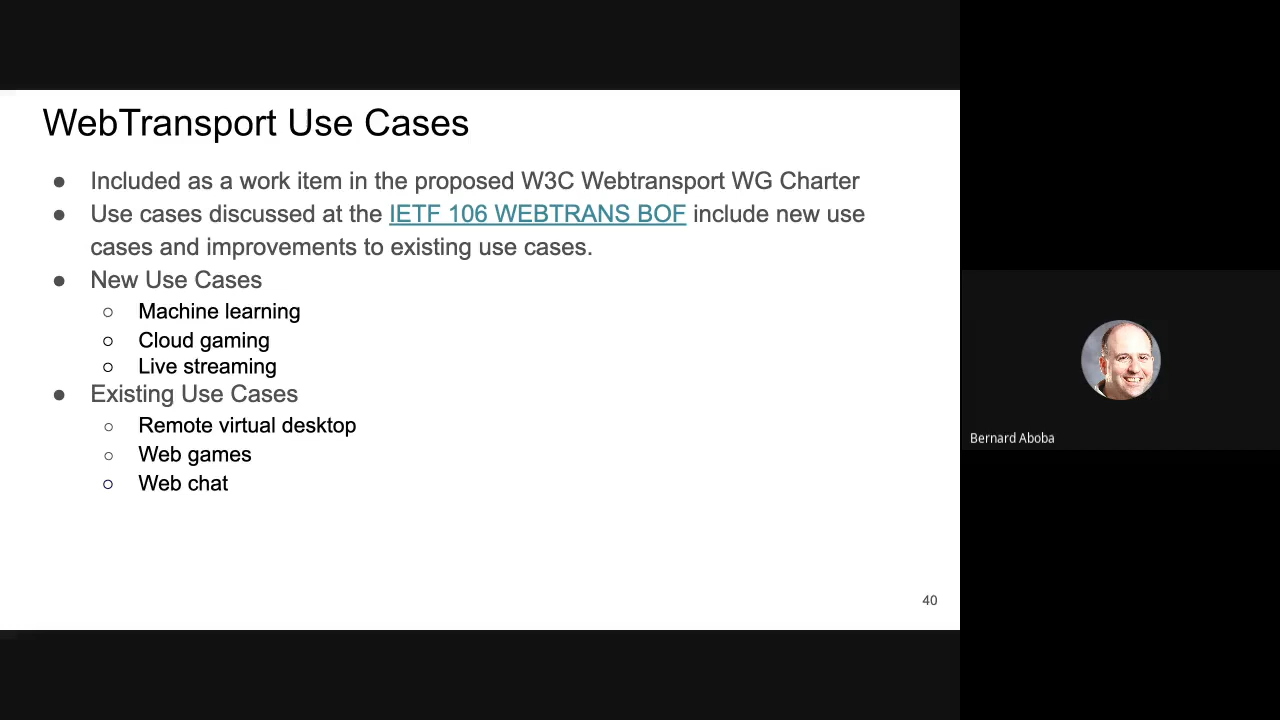 WebTransport Use Cases
● Included as a work item in the proposed W3C Webtransport WG Charter
● Use cases discussed at the IETF 106 WEBTRANS BOF include new use
cases and improvements to existing use cases.
● New Use Cases
○ Machine learning
○ Cloud gaming
○ Live streaming
● Existing Use Cases
○ Remote virtual desktop
○ Web games
○ Web chat
40
Bernard Aboba